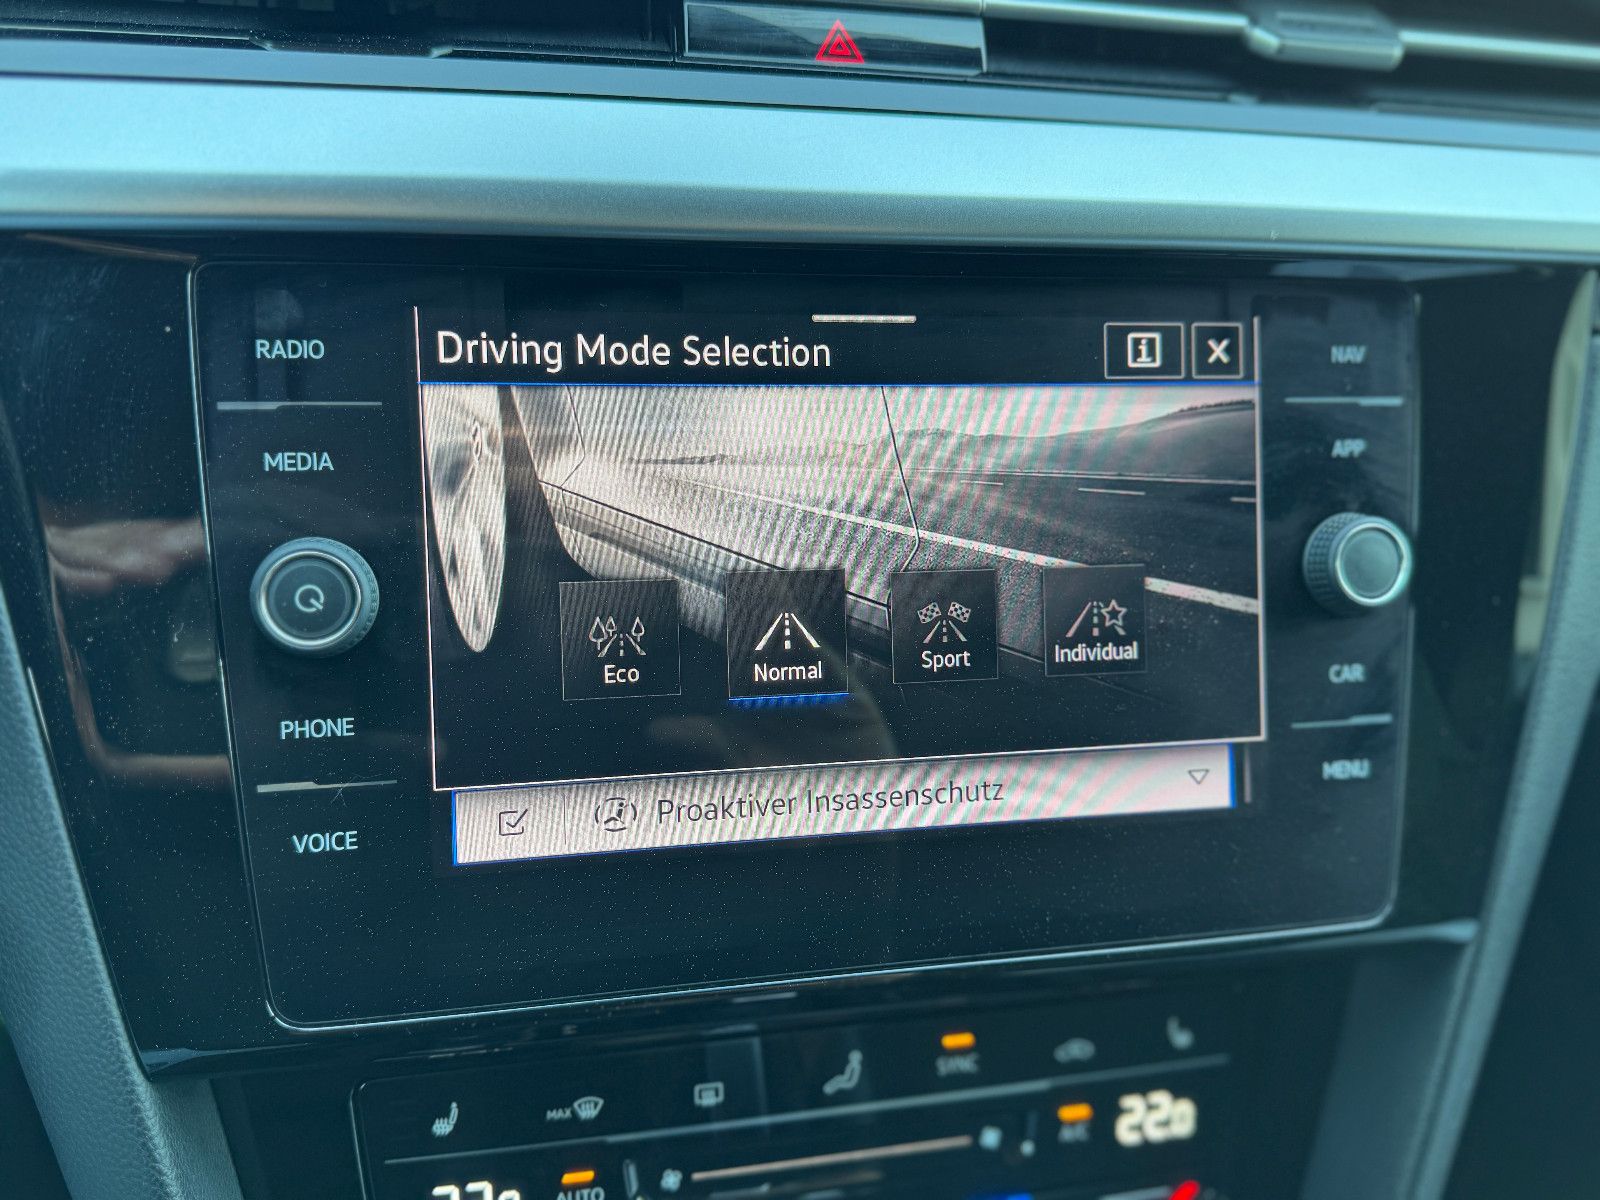 RADIO
MEDIA
PHONE
VOICE
Driving Mode Selection
Eco
Normal
Sport
Individual
Proaktiver Insassenschutz
NAV
APP
CAR
MENU
MAX
SYNC
A/C
22.0
AUTO